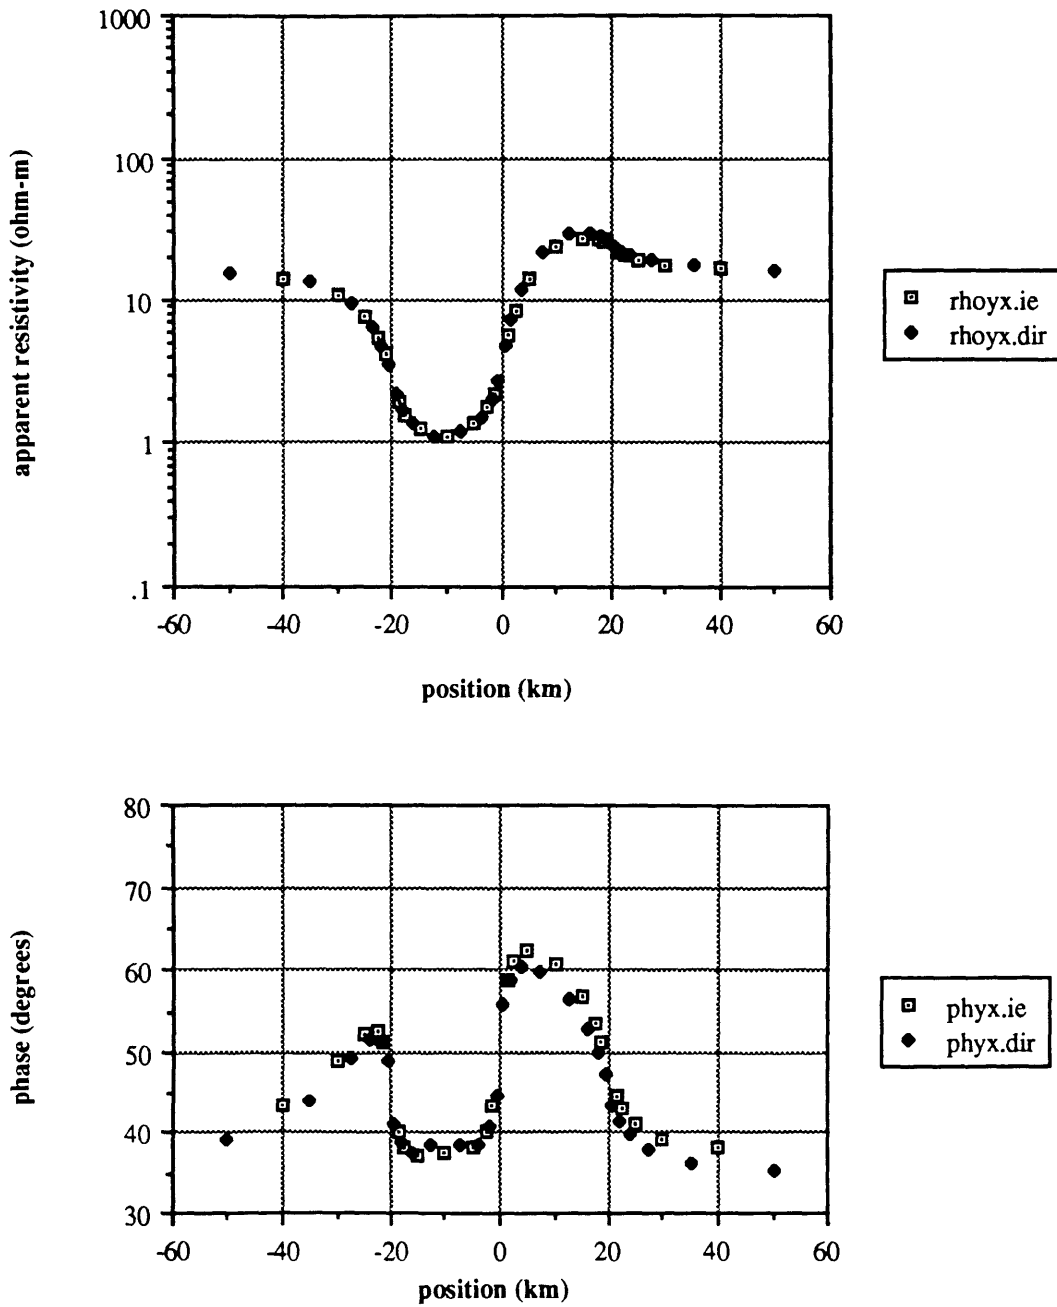 1000
100
10
1
.1
apparent resistivity (ohm-m)
-60 -40 -20 0 20 40 60
position (km)
rhoyx.ie
rhoyx.dir
80
70
60
50
40
30
phase (degrees)
-60 -40 -20 0 20 40 60
position (km)
phyx.ie
phyx.dir